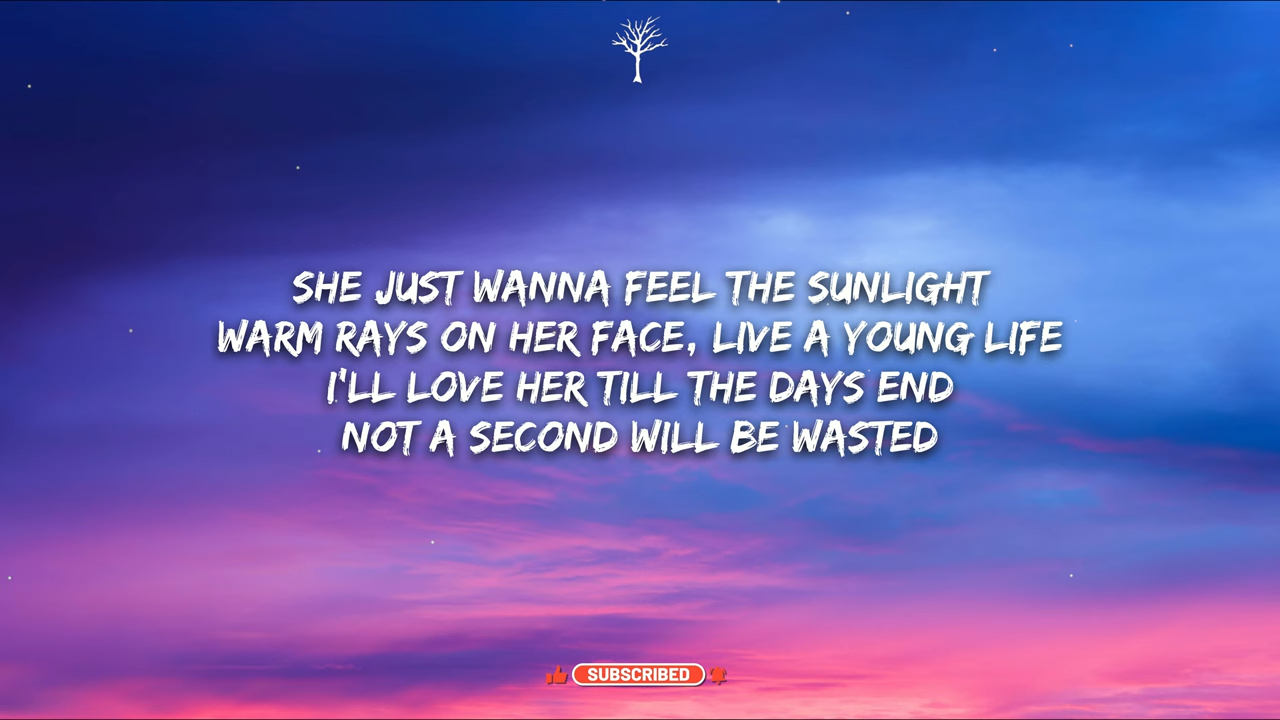 SHE JUST WANNA FEEL THE SUNLIGHT
WARM RAYS ON HER FACE, LIVE A YOUNG LIFE
I'LL LOVE HER TILL THE DAYS END
NOT A SECOND WILL BE WASTED
SUBSCRIBED